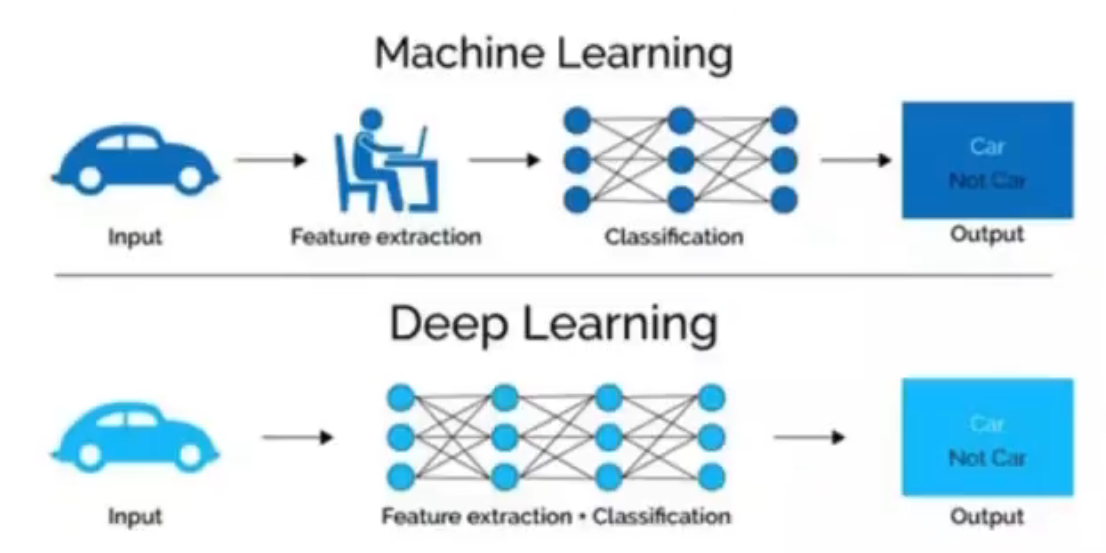 Machine Learning
Car
Not Car
Input
Feature extraction
Classification
Output
Deep Learning
Car
Not Car
Input
Feature extraction • Classification
Output